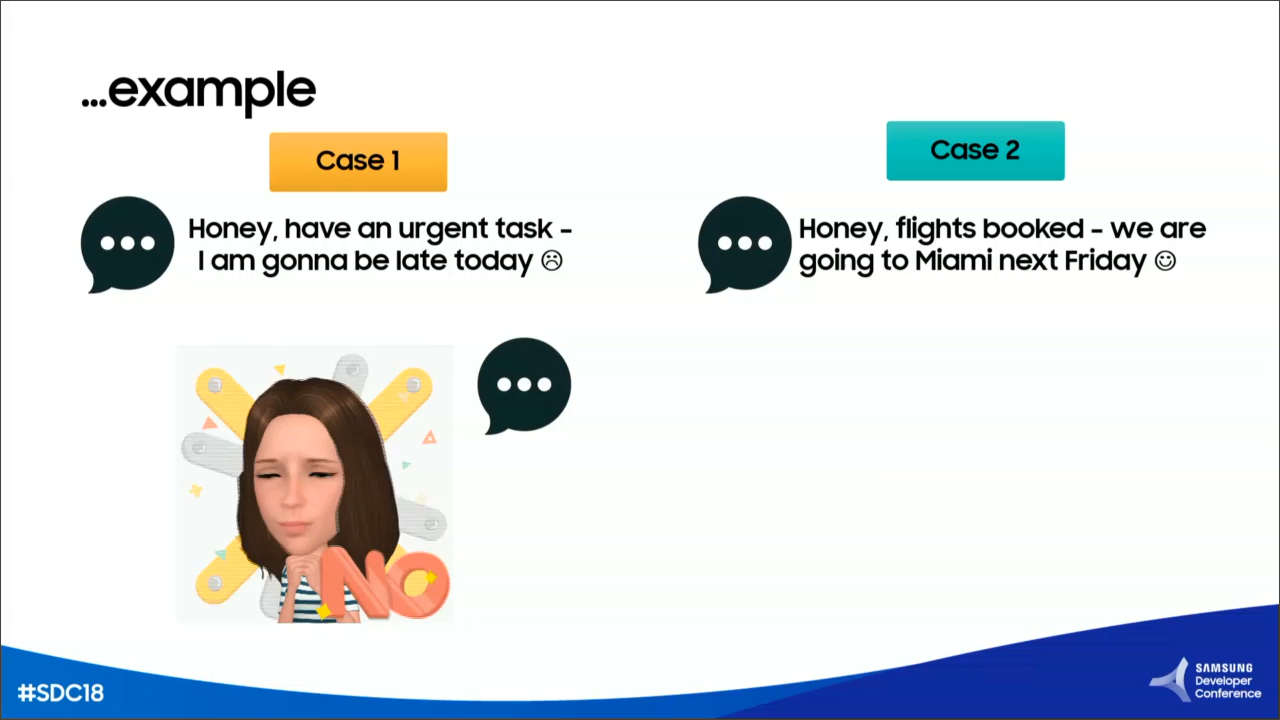 ...example
Case 1
Honey, have an urgent task –
I am gonna be late today ☹
NO
Case 2
Honey, flights booked – we are
going to Miami next Friday ☺
#SDC18
SAMSUNG
Developer
Conference